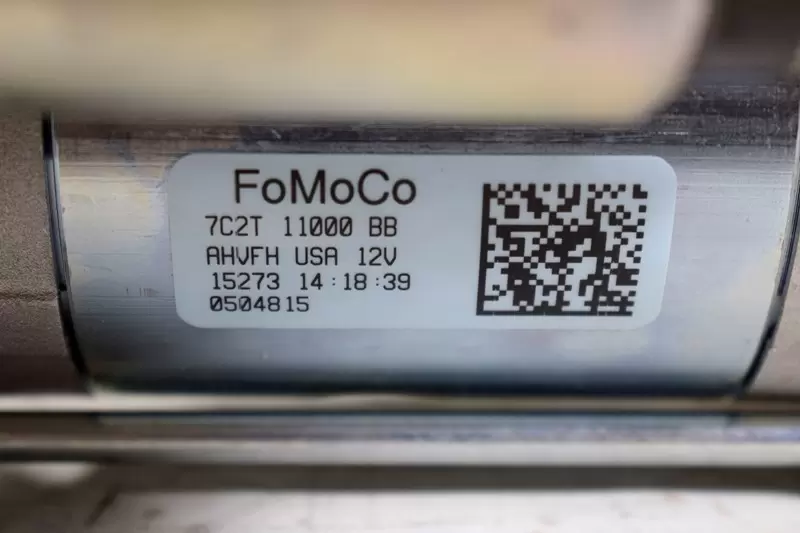 FoMoCo
7C2T 11000 BB
AHVFH USA 12V
15273 14:18:39
0504815